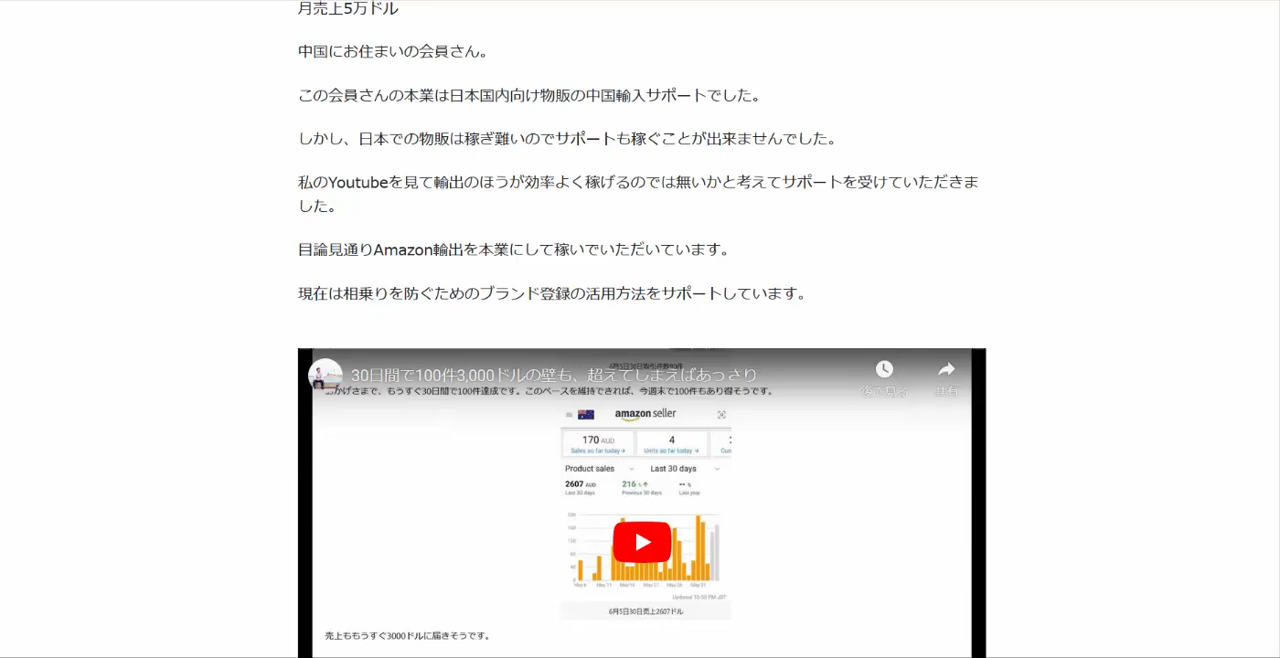 月売上5万ドル
中国にお住まいの会員さん。
この会員さんの本業は日本国内向け物販の中国輸入サポートでした。
しかし、日本での物販は稼ぎ難いのでサポートも稼ぐことが出来ませんでした。
私のYoutubeを見て輸出のほうが効率よく稼げるのでは無いかと考えてサポートを受けていただきま
した。
目論見通りAmazon輸出を本業にして稼いでいただいています。
現在は相乗りを防ぐためのブランド登録の活用方法をサポートしています。
30日間で100件3,000ドルの壁も、超えてしまえばあっさり
後で見る 共有
かげさまで、もうすぐ30日間で100件達成です。このペースを維持できれば、今週末で100件もあり得そうです。
amazon seller
170 AUD 4
Sales so far today Units so far today
Product sales Last 30 days
2607 AUD 216 %
Last 30 days Previous 30 days Last year
6月5日30日売上2607ドル
売上ももうすぐ3000ドルに届きそうです。